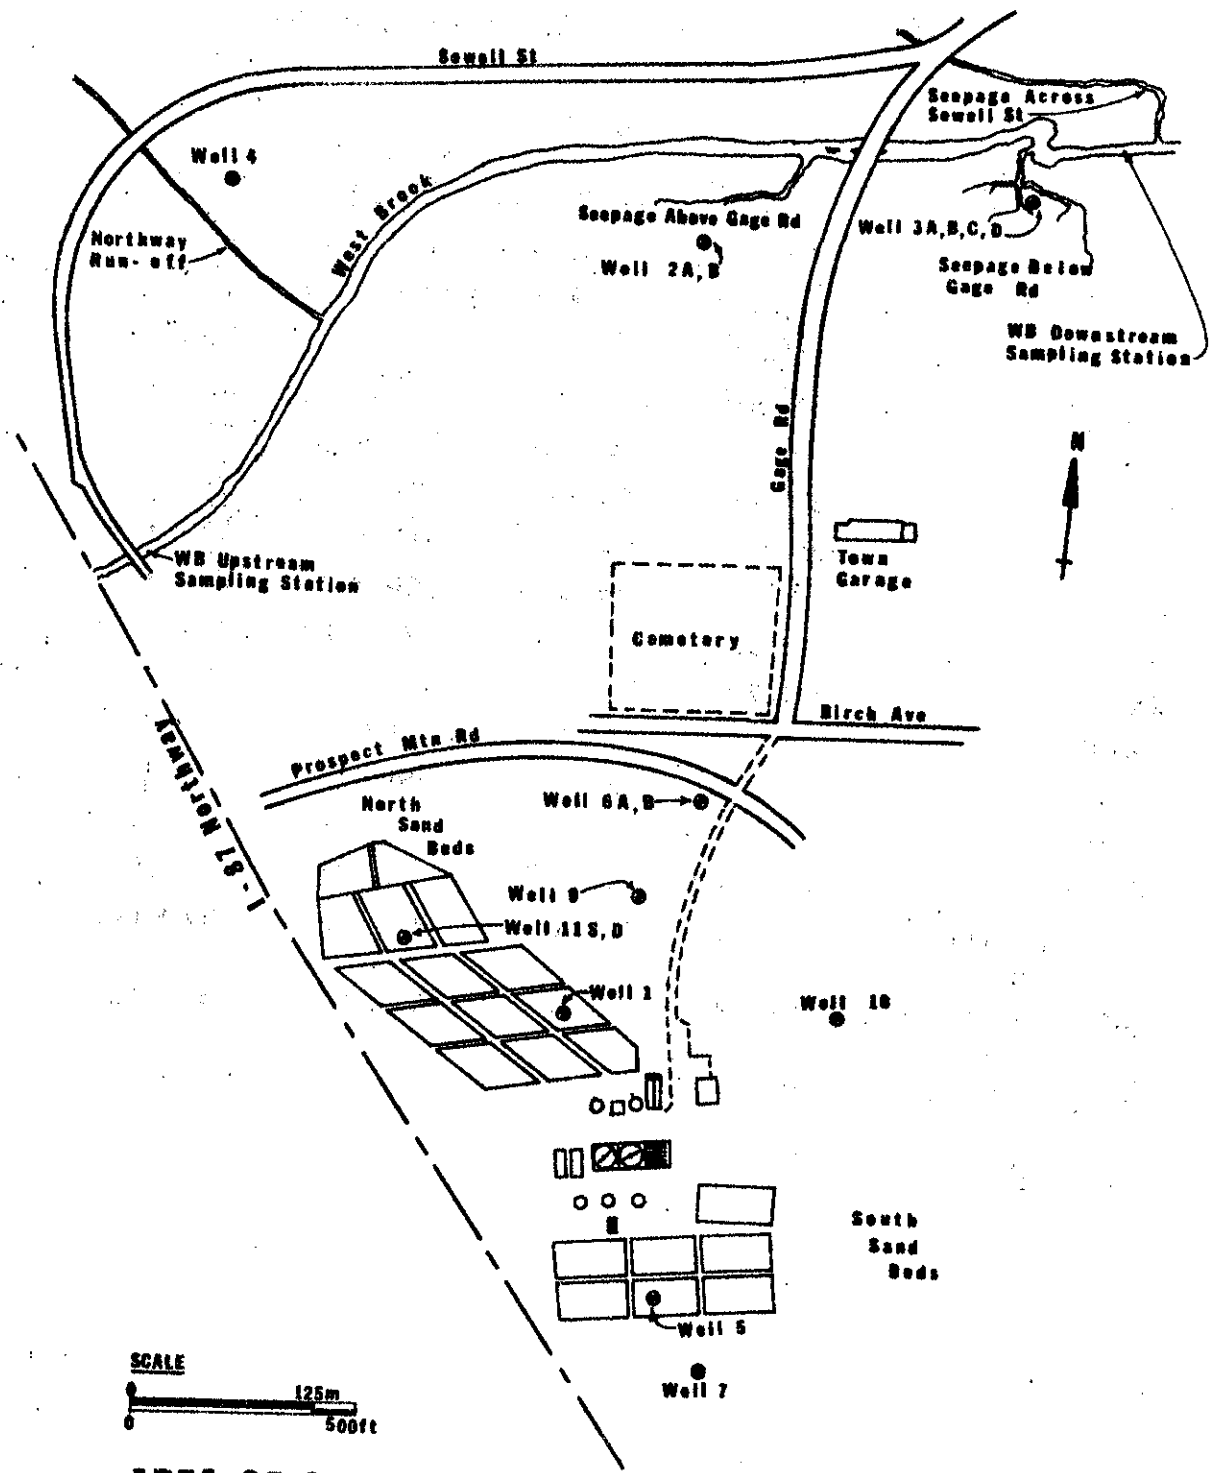 Sewell St
Seepage Across
Sewell St
Well 4
West Brook
Northway
Run-off
Seepage Above Gage Rd
Well 2A,B
Well 3A,B,C,D
Seepage Below
Gage Rd
WB Downstream
Sampling Station
N
Gage Rd
Town
Garage
WB Upstream
Sampling Station
Cemetery
Birch Ave
I-87 Northway
Prospect Mtn Rd
North
Sand
Beds
Well 6A,B
Well 9
Well 11S,D
Well 1
South
Sand
Beds
Well 5
Well 7
SCALE
0
125m
0
500ft